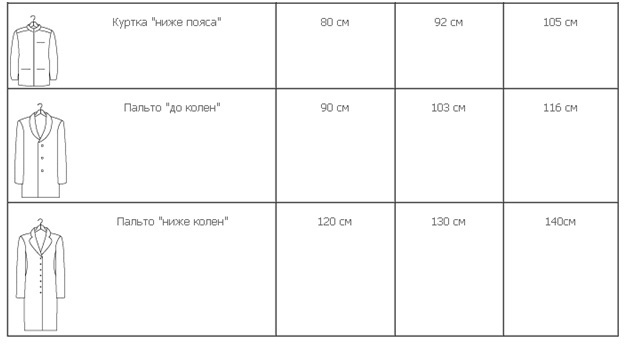 Куртка "ниже пояса" 80 см 92 см 105 см
Пальто "до колен" 90 см 103 см 116 см
Пальто "ниже колен" 120 см 130 см 140см